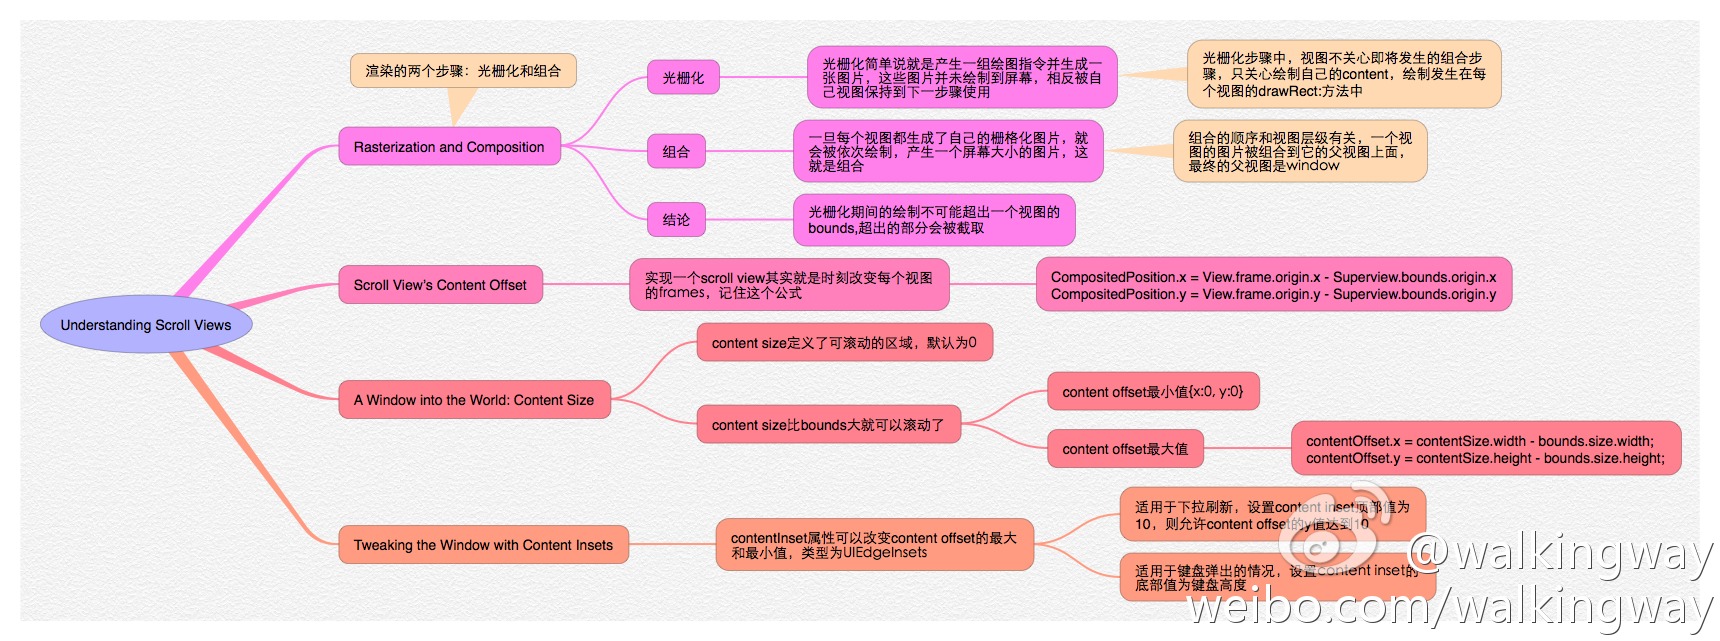 渲染的两个步骤：光栅化和组合
Rasterization and Composition
光栅化
光栅化简单说就是产生一组绘图指令并生成一
张图片，这些图片并未绘制到屏幕，相反被自
己视图保持到下一步骤使用
光栅化步骤中，视图不关心即将发生的组合步
骤，只关心绘制自己的content，绘制发生在每
个视图的drawRect:方法中
组合
一旦每个视图都生成了自己的栅格化图片，就
会被依次绘制，产生一个屏幕大小的图片，这
就是组合
组合的顺序和视图层级有关，一个视
图的图片被组合到它的父视图上面，
最终的父视图是window
结论
光栅化期间的绘制不可能超出一个视图的
bounds,超出的部分会被截取
Understanding Scroll Views
Scroll View's Content Offset
实现一个scroll view其实就是时刻改变每个视图
的frames，记住这个公式
CompositedPosition.x = View.frame.origin.x - Superview.bounds.origin.x
CompositedPosition.y = View.frame.origin.y - Superview.bounds.origin.y
A Window into the World: Content Size
content size定义了可滚动的区域，默认为0
content size比bounds大就可以滚动了
content offset最小值{x:0, y:0}
content offset最大值
contentOffset.x = contentSize.width - bounds.size.width;
contentOffset.y = contentSize.height - bounds.size.height;
Tweaking the Window with Content Insets
contentInset属性可以改变content offset的最大
和最小值，类型为UIEdgeInsets
适用于下拉刷新，设置content inset顶部值为
10，则允许content offset的y值达到10
适用于键盘弹出的情况，设置content inset的
底部值为键盘高度
@walkingway
weibo.com/walkingway